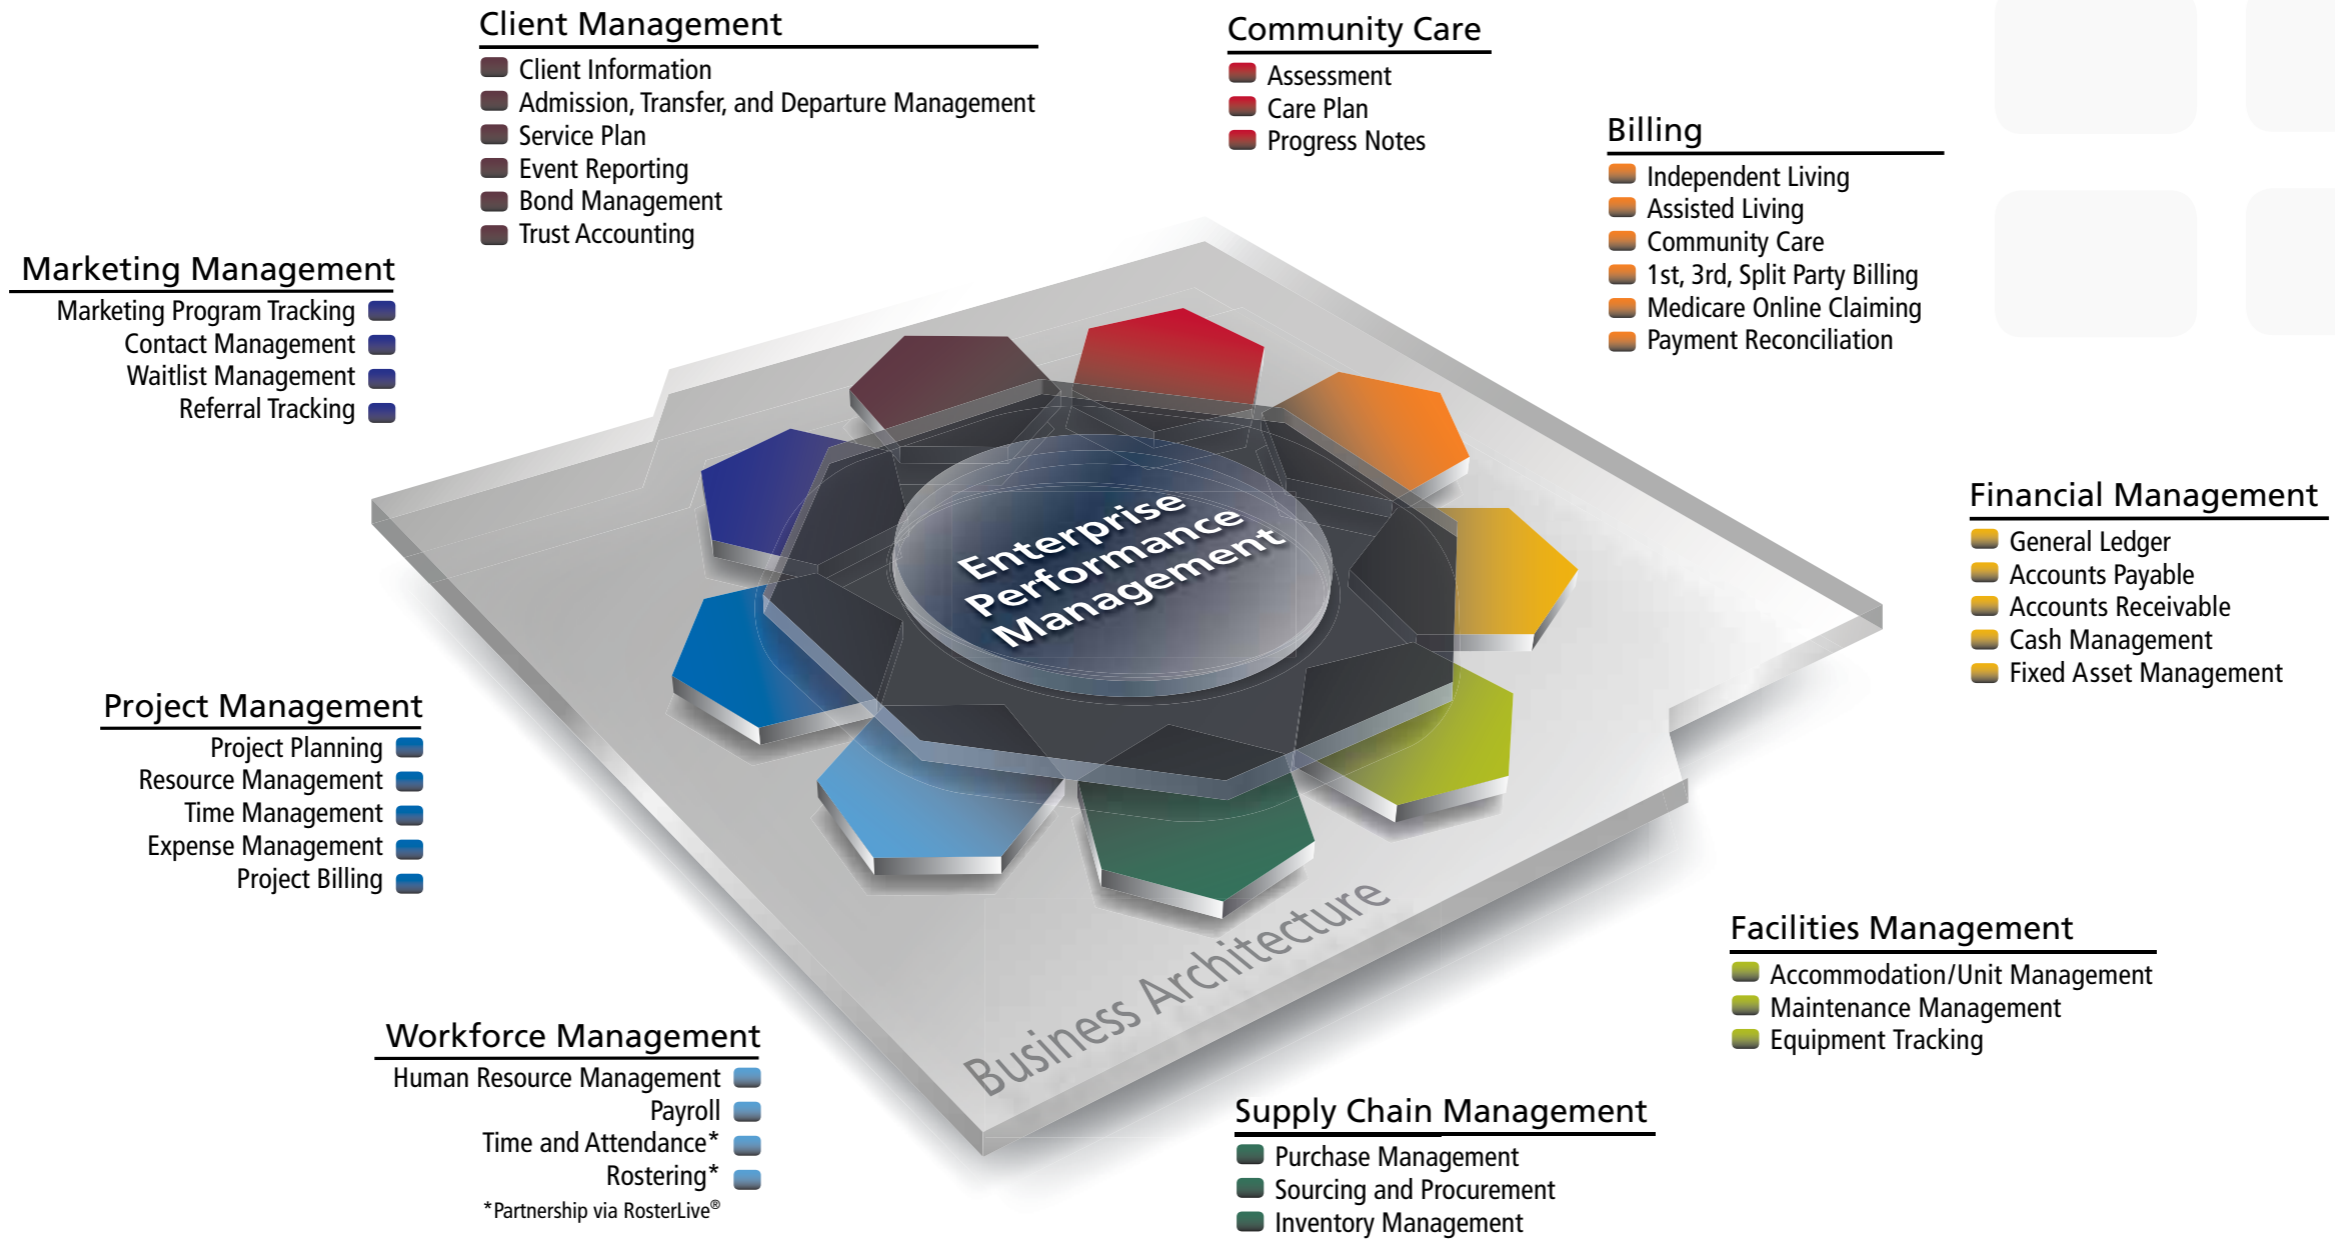 Client Management
Client Information
Admission, Transfer, and Departure Management
Service Plan
Event Reporting
Bond Management
Trust Accounting
Community Care
Assessment
Care Plan
Progress Notes
Billing
Independent Living
Assisted Living
Community Care
1st, 3rd, Split Party Billing
Medicare Online Claiming
Payment Reconciliation
Marketing Management
Marketing Program Tracking
Contact Management
Waitlist Management
Referral Tracking
Enterprise
Performance
Management
Financial Management
General Ledger
Accounts Payable
Accounts Receivable
Cash Management
Fixed Asset Management
Project Management
Project Planning
Resource Management
Time Management
Expense Management
Project Billing
Business Architecture
Facilities Management
Accommodation/Unit Management
Maintenance Management
Equipment Tracking
Workforce Management
Human Resource Management
Payroll
Time and Attendance*
Rostering*
*Partnership via RosterLive®
Supply Chain Management
Purchase Management
Sourcing and Procurement
Inventory Management